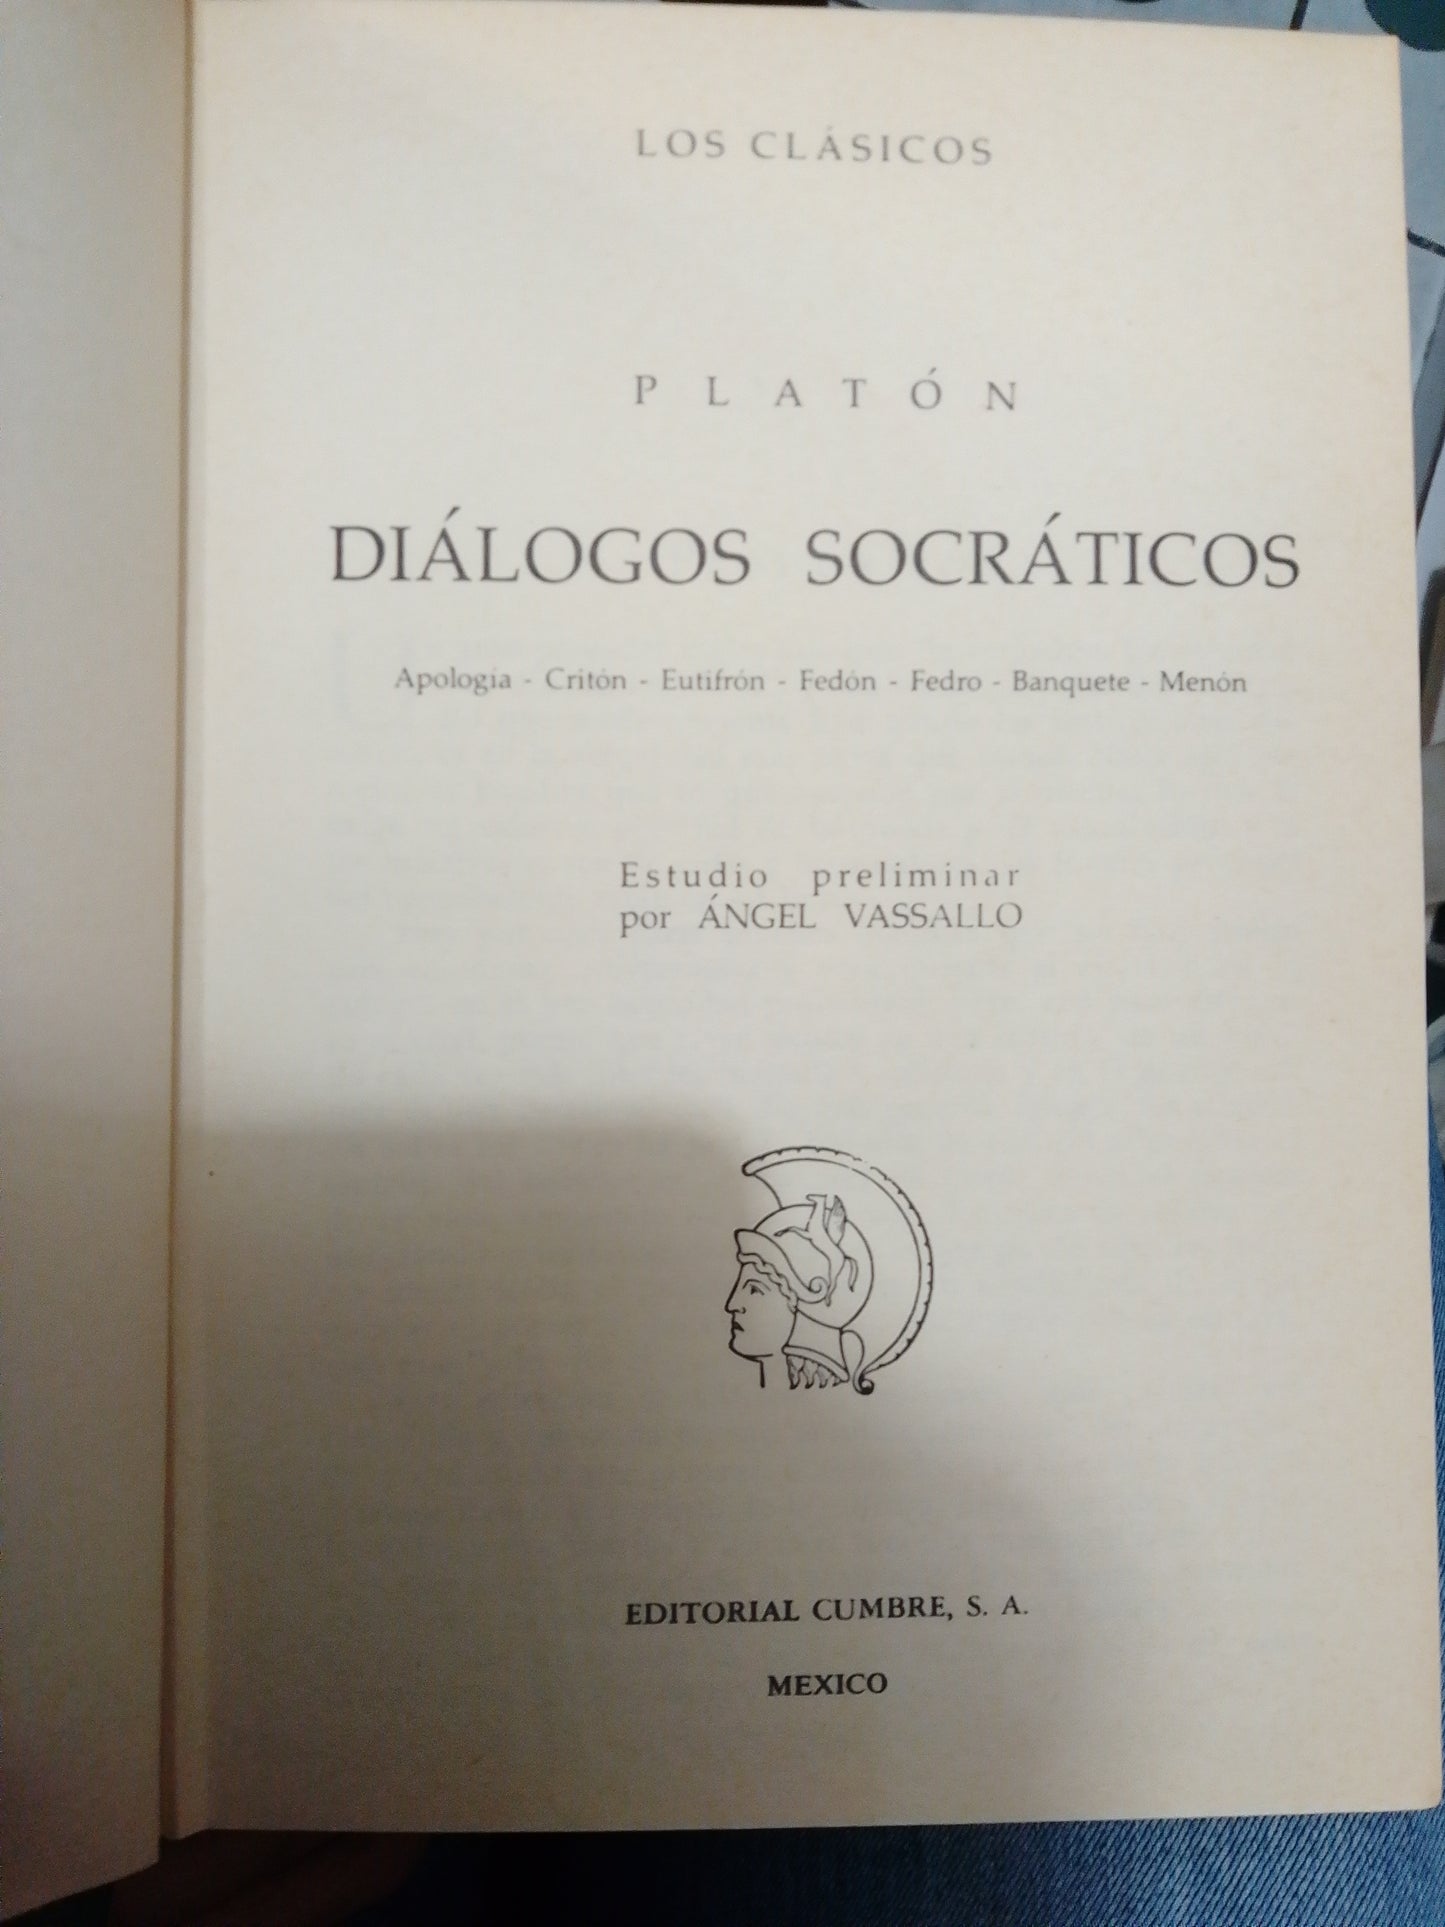 LOS CLÁSICOS
PLATÓN
DIÁLOGOS SOCRÁTICOS
Apología - Critón - Eutifrón - Fedón - Fedro - Banquete - Menón
Estudio preliminar
por ÁNGEL VASSALLO
EDITORIAL CUMBRE, S. A.
MEXICO